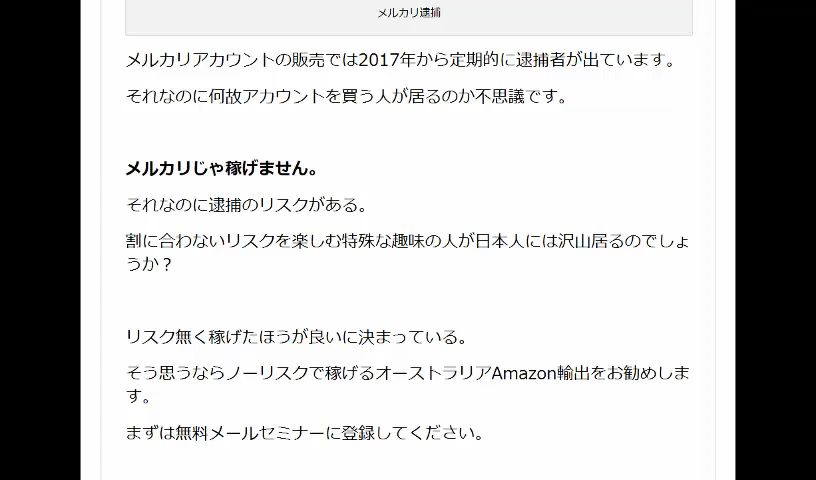 メルカリ逮捕
メルカリアカウントの販売では2017年から定期的に逮捕者が出ています。
それなのに何故アカウントを買う人が居るのか不思議です。
メルカリじゃ稼げません。
それなのに逮捕のリスクがある。
割に合わないリスクを楽しむ特殊な趣味の人が日本人には沢山居るのでしょ
うか？
リスク無く稼げたほうが良いに決まっている。
そう思うならノーリスクで稼げるオーストラリアAmazon輸出をお勧めしま
す。
まずは無料メールセミナーに登録してください。